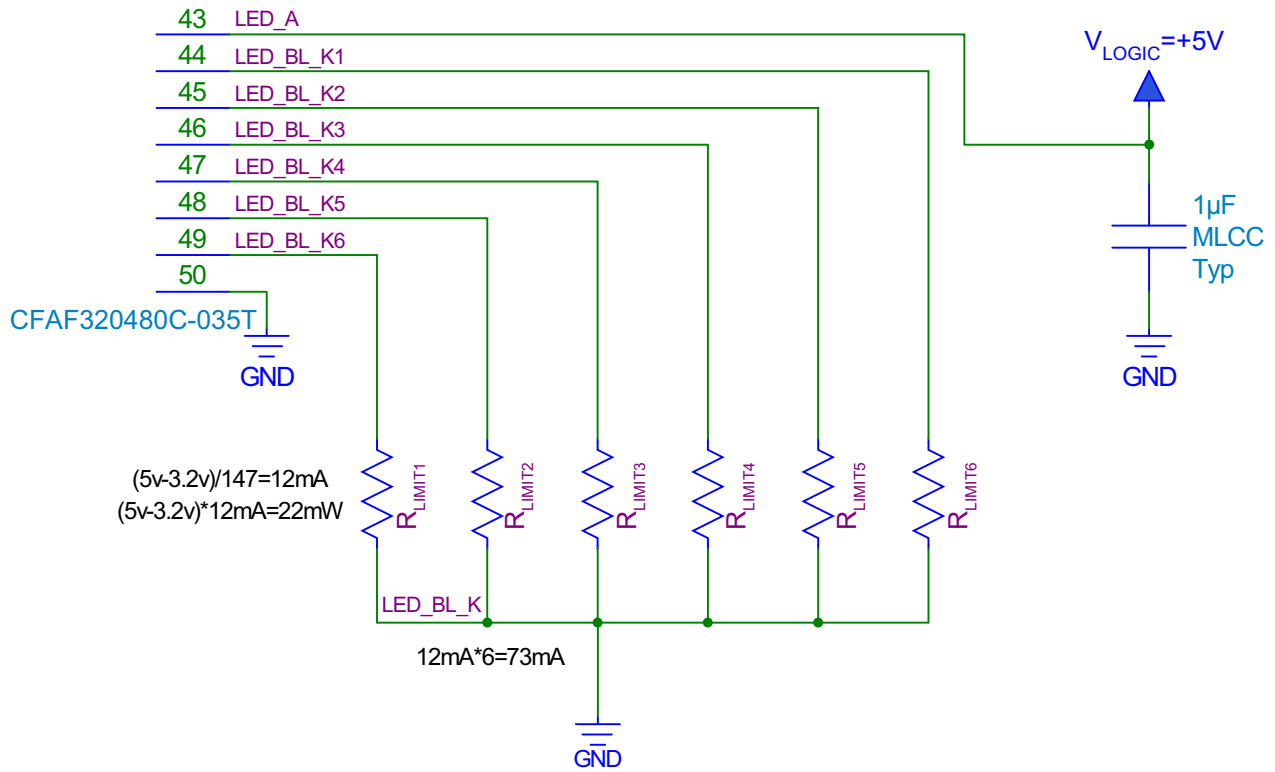 43 LED_A
44 LED_BL_K1
45 LED_BL_K2
46 LED_BL_K3
47 LED_BL_K4
48 LED_BL_K5
49 LED_BL_K6
50
CFAF320480C-035T
GND
VLOGIC=+5V
1µF
MLCC
Typ
GND
(5v-3.2v)/147=12mA
(5v-3.2v)*12mA=22mW
RLIMIT1
RLIMIT2
RLIMIT3
RLIMIT4
RLIMIT5
RLIMIT6
LED_BL_K
12mA*6=73mA
GND